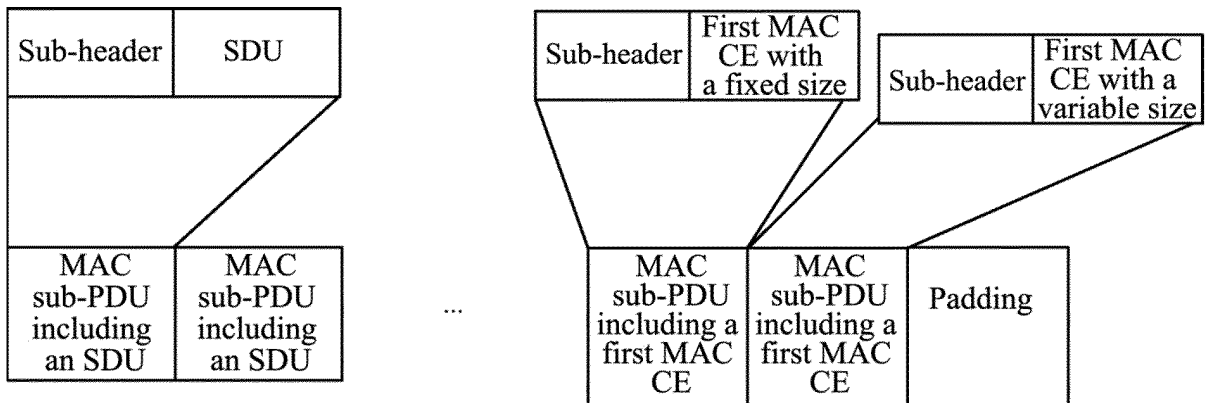 Sub-header
SDU
Sub-header
First MAC
CE with
a fixed size
Sub-header
First MAC
CE with a
variable size
MAC
sub-PDU
including
an SDU
MAC
sub-PDU
including
an SDU
...
MAC
sub-PDU
including a
first MAC
CE
MAC
sub-PDU
including a
first MAC
CE
Padding